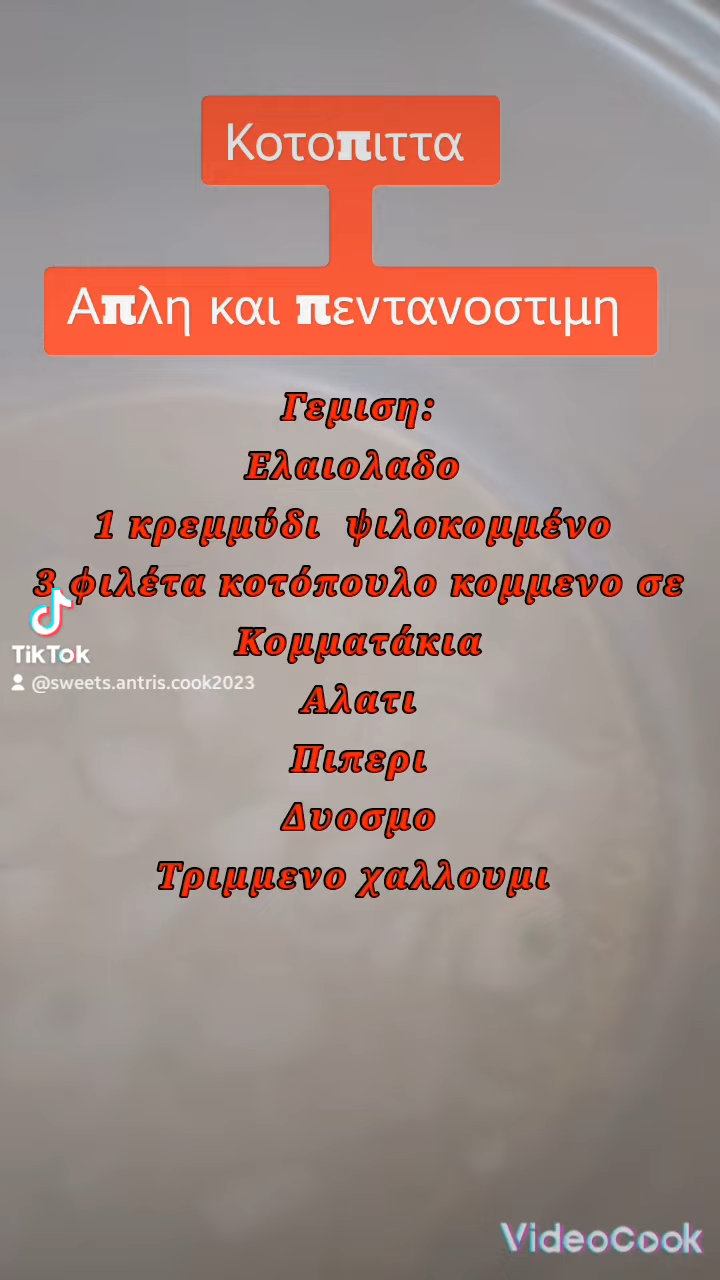 Κοτοπιττα
Απλη και πεντανοστιμη
Γεμιση:
Ελαιολαδο
1 κρεμμύδι ψιλοκομμένο
3 φιλέτα κοτόπουλο κομμενο σε
Κομματάκια
Αλατι
Πιπερι
Δυοσμο
Τριμμενο χαλλουμι
TikTok
@sweets.antris.cook2023
VideoCook